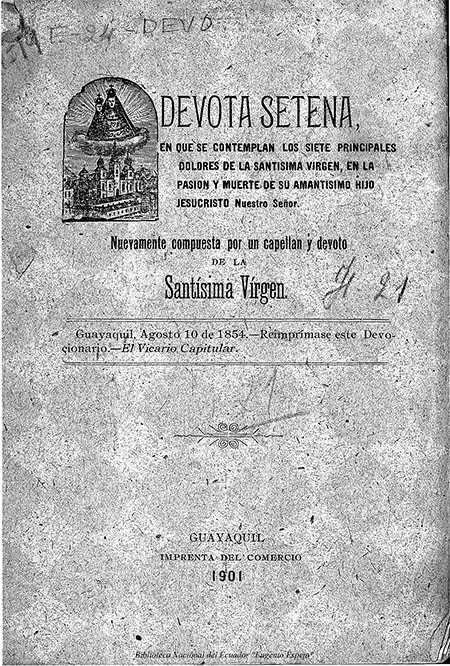 E-24-DEVO
DEVOTA SETENA,
EN QUE SE CONTEMPLAN LOS SIETE PRINCIPALES
DOLORES DE LA SANTISIMA VIRGEN, EN LA
PASION Y MUERTE DE SU AMANTISIMO HIJO
JESUCRISTO Nuestro Señor.
Nuevamente compuesta por un capellan y devoto
DE LA
Santísima Vírgen.
21
Guayaquil, Agosto 10 de 1854.—Reimprímase este Devo-
cionario.—El Vicario Capitular.
GUAYAQUIL
IMPRENTA DEL COMERCIO
1901
Biblioteca Nacional del Ecuador "Eugenio Espejo"